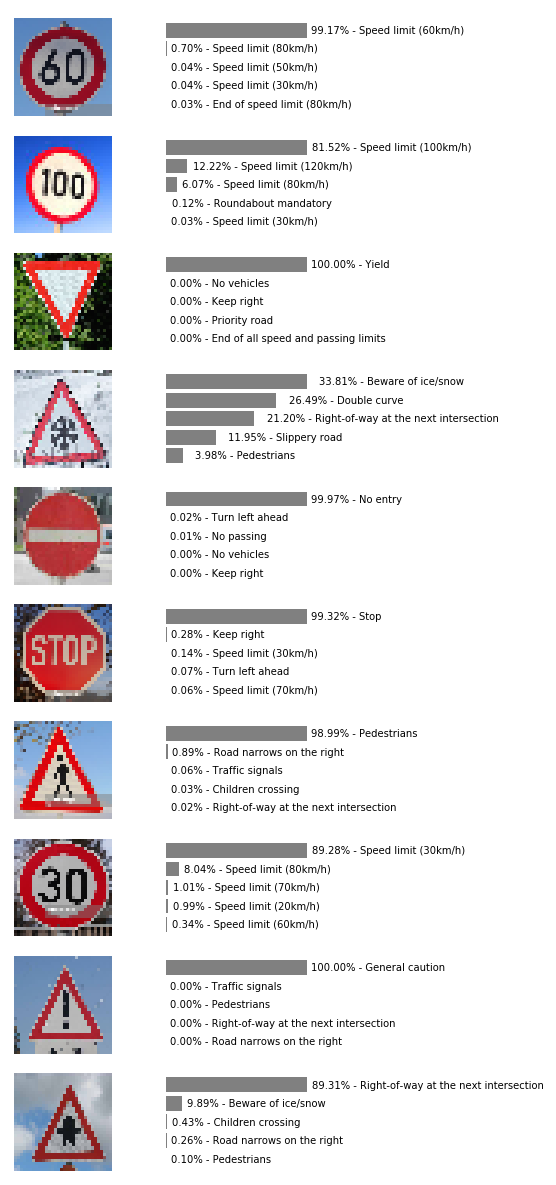 60
99.17% - Speed limit (60km/h)
0.70% - Speed limit (80km/h)
0.04% - Speed limit (50km/h)
0.04% - Speed limit (30km/h)
0.03% - End of speed limit (80km/h)
100
81.52% - Speed limit (100km/h)
12.22% - Speed limit (120km/h)
6.07% - Speed limit (80km/h)
0.12% - Roundabout mandatory
0.03% - Speed limit (30km/h)
100.00% - Yield
0.00% - No vehicles
0.00% - Keep right
0.00% - Priority road
0.00% - End of all speed and passing limits
33.81% - Beware of ice/snow
26.49% - Double curve
21.20% - Right-of-way at the next intersection
11.95% - Slippery road
3.98% - Pedestrians
99.97% - No entry
0.02% - Turn left ahead
0.01% - No passing
0.00% - No vehicles
0.00% - Keep right
STOP
99.32% - Stop
0.28% - Keep right
0.14% - Speed limit (30km/h)
0.07% - Turn left ahead
0.06% - Speed limit (70km/h)
98.99% - Pedestrians
0.89% - Road narrows on the right
0.06% - Traffic signals
0.03% - Children crossing
0.02% - Right-of-way at the next intersection
30
89.28% - Speed limit (30km/h)
8.04% - Speed limit (80km/h)
1.01% - Speed limit (70km/h)
0.99% - Speed limit (20km/h)
0.34% - Speed limit (60km/h)
100.00% - General caution
0.00% - Traffic signals
0.00% - Pedestrians
0.00% - Right-of-way at the next intersection
0.00% - Road narrows on the right
89.31% - Right-of-way at the next intersection
9.89% - Beware of ice/snow
0.43% - Children crossing
0.26% - Road narrows on the right
0.10% - Pedestrians